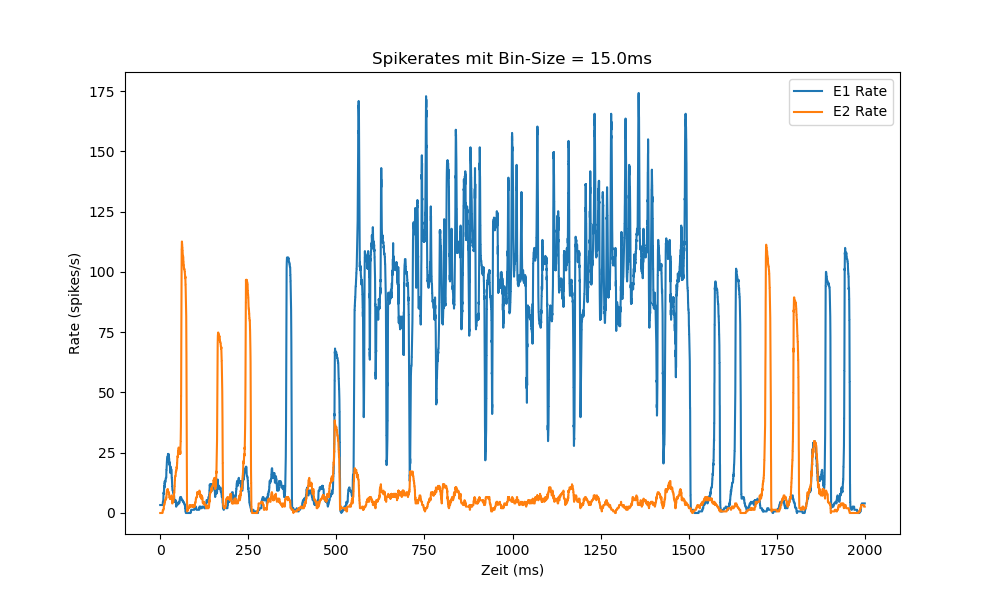 Spikerates mit Bin-Size = 15.0ms
E1 Rate
E2 Rate
Rate (spikes/s)
175
150
125
100
75
50
25
0
0 250 500 750 1000 1250 1500 1750 2000
Zeit (ms)